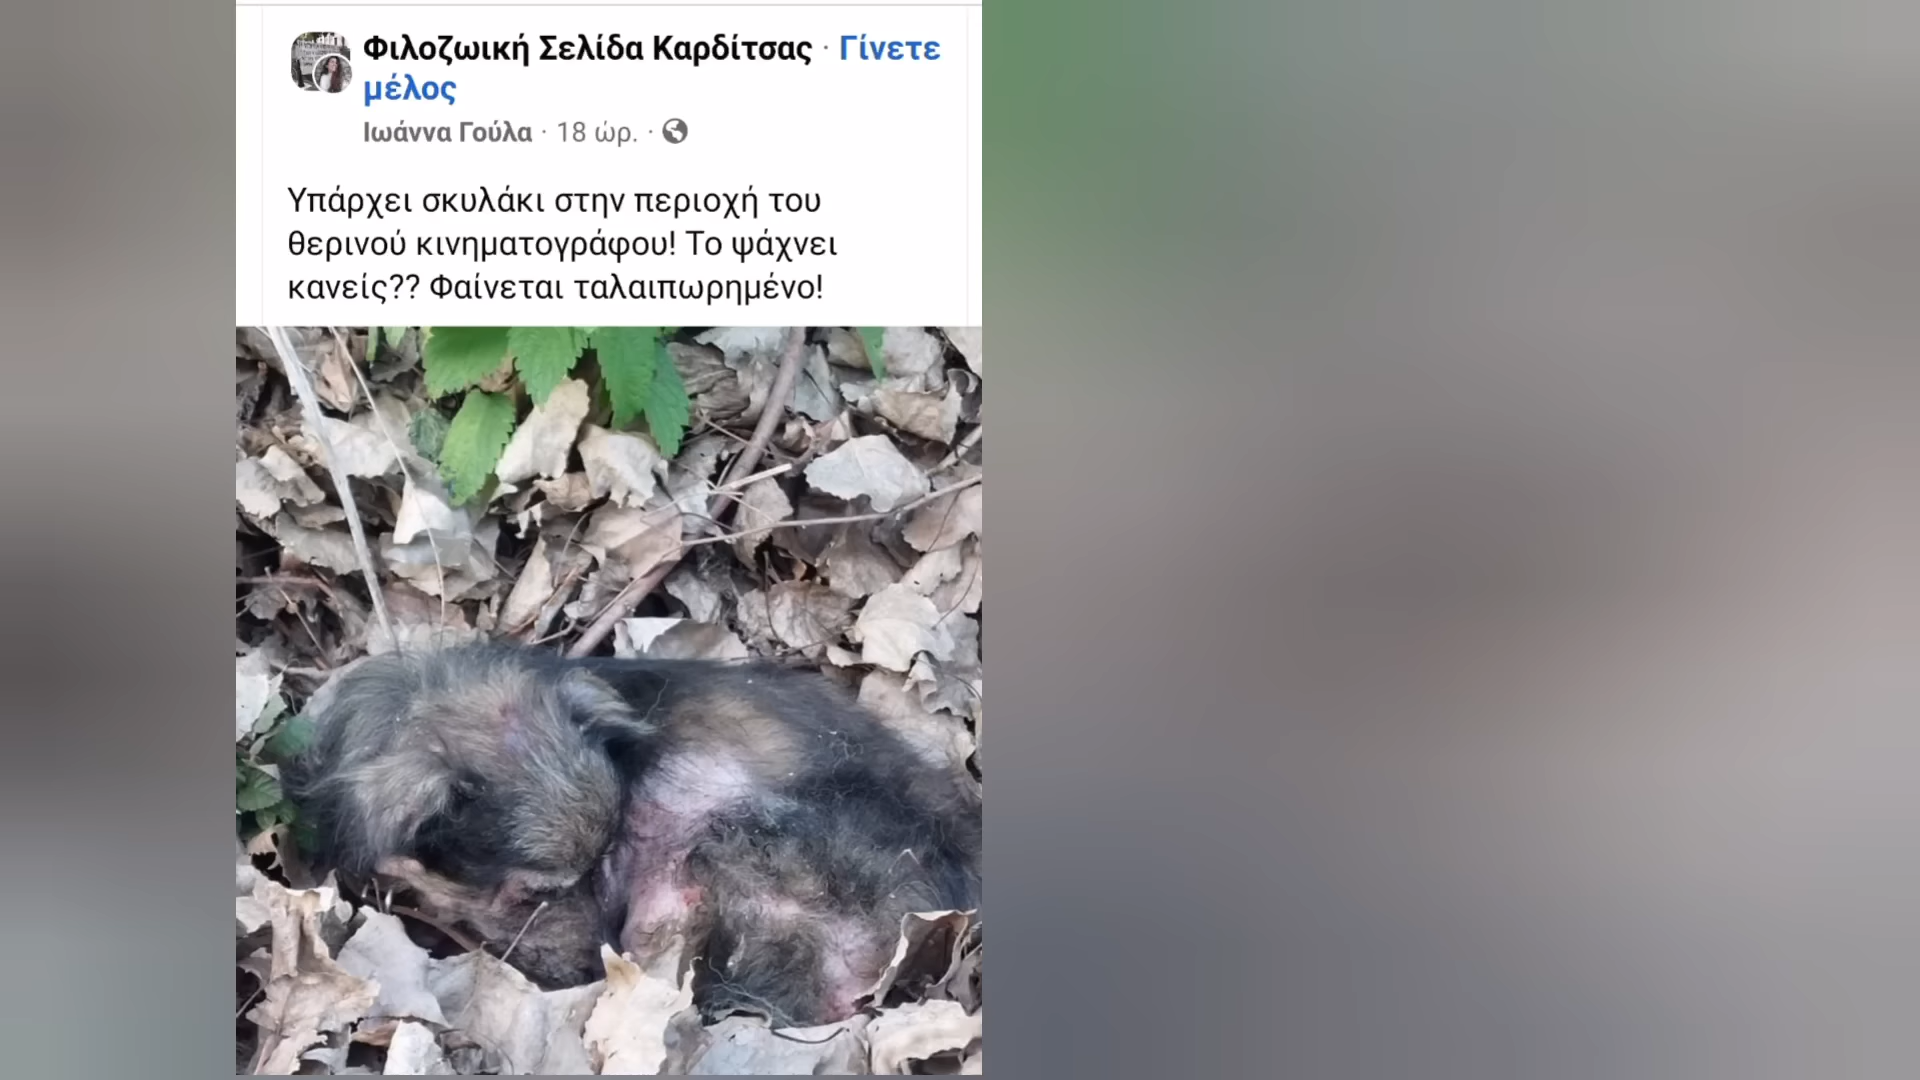 Φιλοζωική Σελίδα Καρδίτσας · Γίνετε
μέλος
Ιωάννα Γούλα · 18 ώρ. ·
Υπάρχει σκυλάκι στην περιοχή του
θερινού κινηματογράφου! Το ψάχνει
κανείς?? Φαίνεται ταλαιπωρημένο!